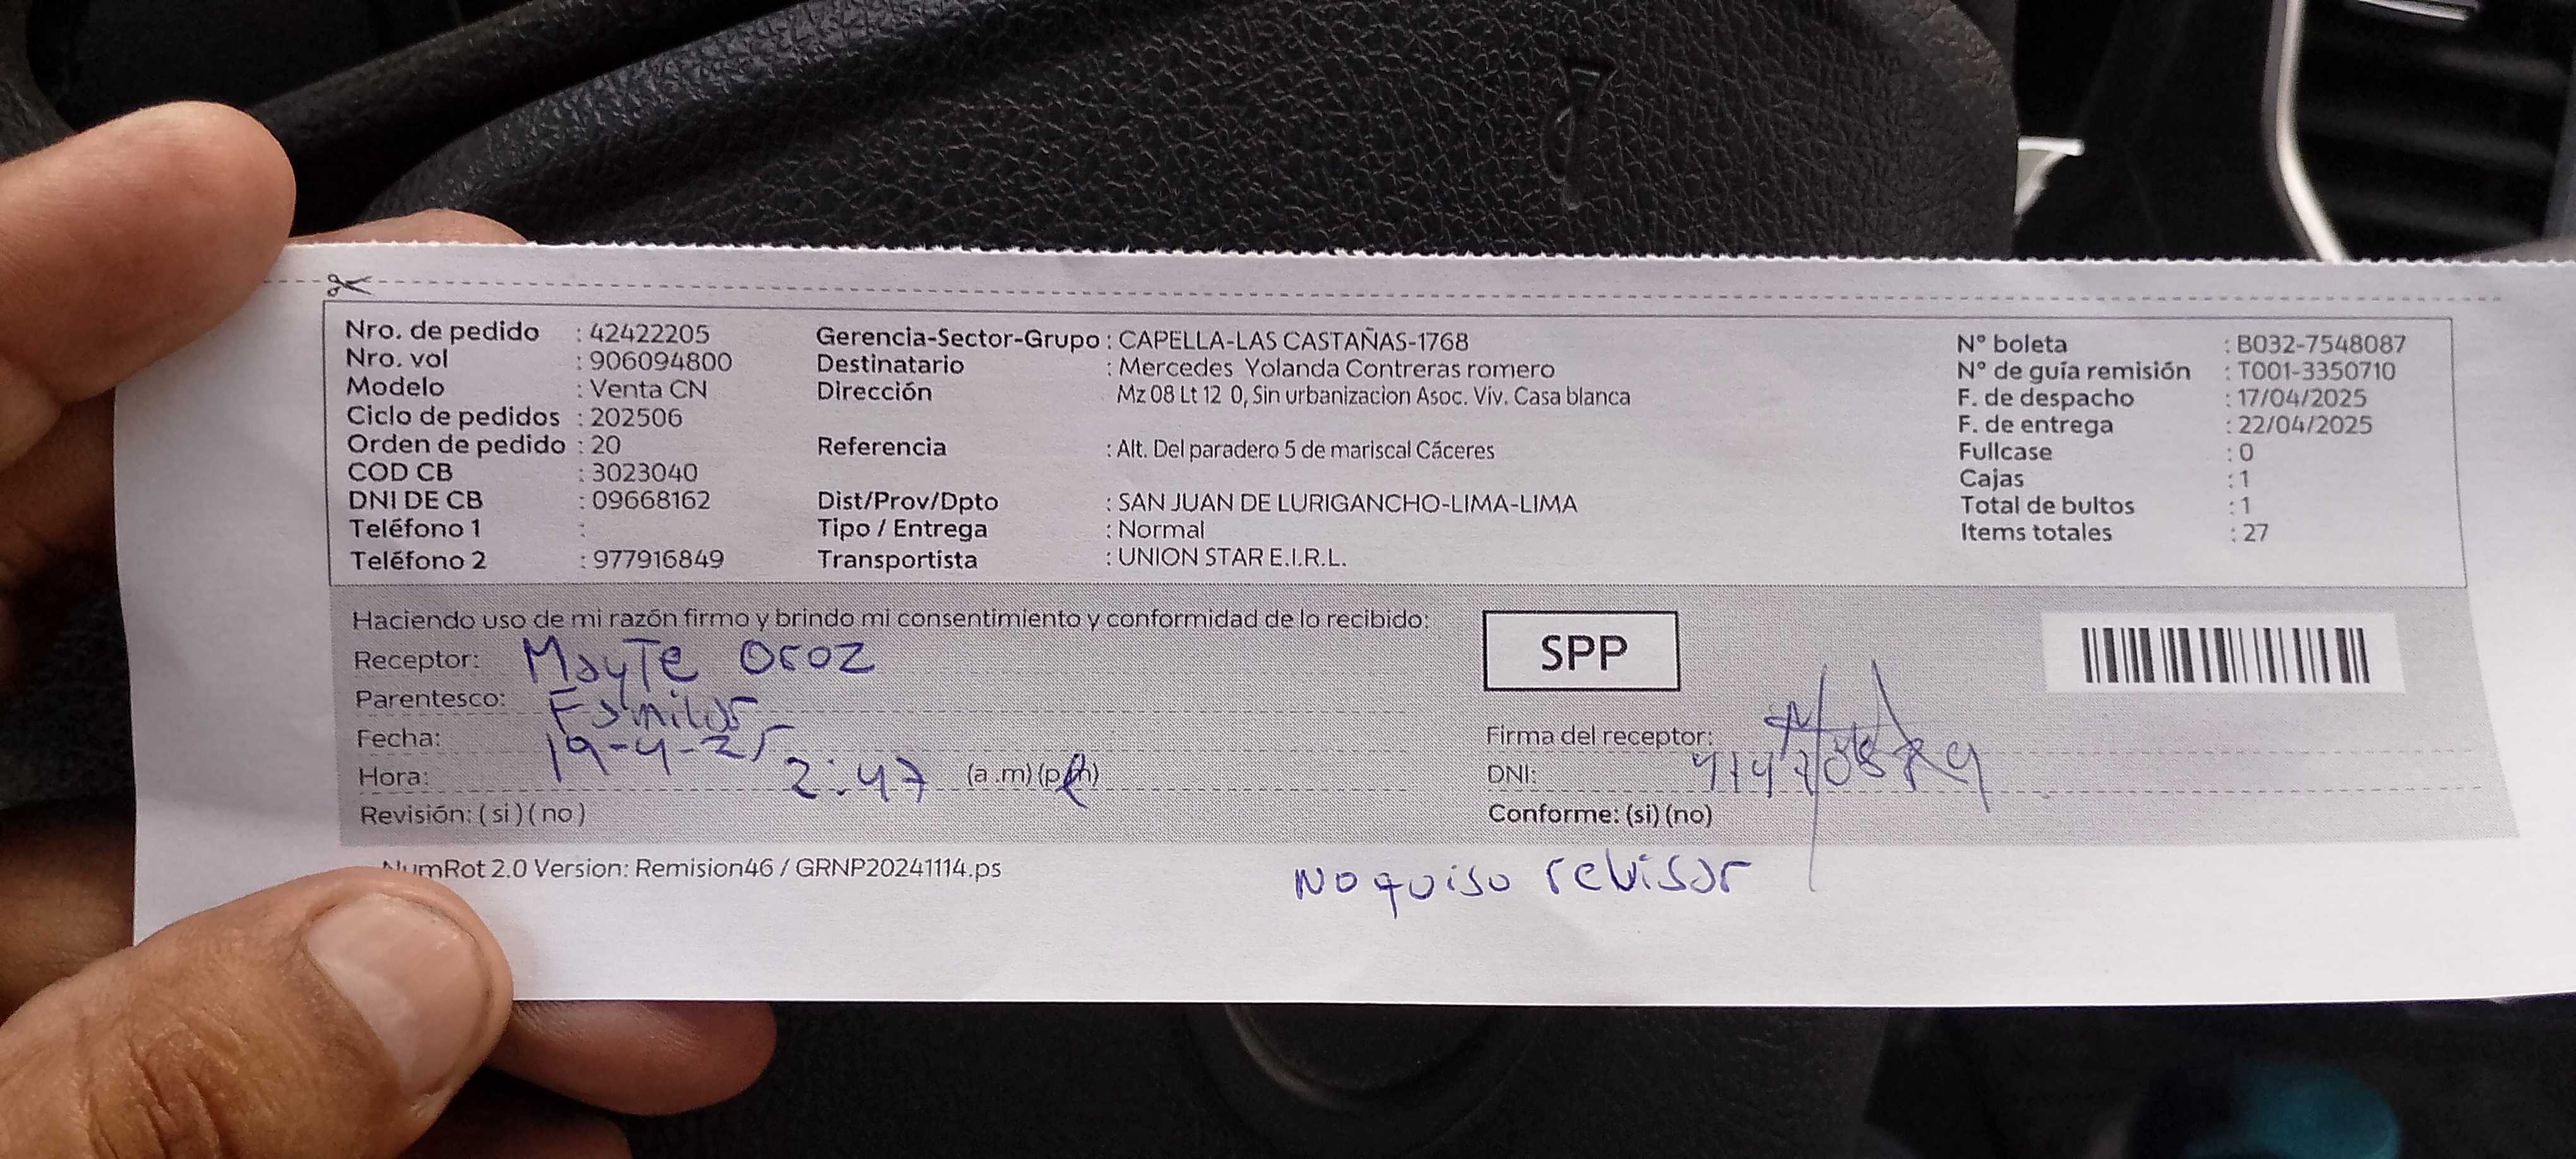 Nro. de pedido : 42422205
Nro. vol : 906094800
Modelo : Venta CN
Ciclo de pedidos : 202506
Orden de pedido : 20
COD CB : 3023040
DNI DE CB : 09668162
Teléfono 1 :
Teléfono 2 : 977916849
Gerencia-Sector-Grupo : CAPELLA-LAS CASTAÑAS-1768
Destinatario : Mercedes Yolanda Contreras romero
Dirección Mz 08 Lt 12 0, Sin urbanizacion Asoc. Viv. Casa blanca
Referencia : Alt. Del paradero 5 de mariscal Cáceres
Dist/Prov/Dpto : SAN JUAN DE LURIGANCHO-LIMA-LIMA
Tipo / Entrega : Normal
Transportista : UNION STAR E.I.R.L.
N° boleta : B032-7548087
N° de guía remisión : T001-3350710
F. de despacho : 17/04/2025
F. de entrega : 22/04/2025
Fullcase : 0
Cajas : 1
Total de bultos : 1
Items totales : 27
Haciendo uso de mi razón firmo y brindo mi consentimiento y conformidad de lo recibido:
Receptor: MayTe Oroz
Parentesco: Familiar
Fecha: 19-4-25
Hora: 2:47 (a.m) (p.m)
Revisión: ( si ) ( no )
SPP
Firma del receptor:
DNI:
Conforme: (si) (no)
NumRot 2.0 Version: Remision46 / GRNP20241114.ps
No quiso revisar